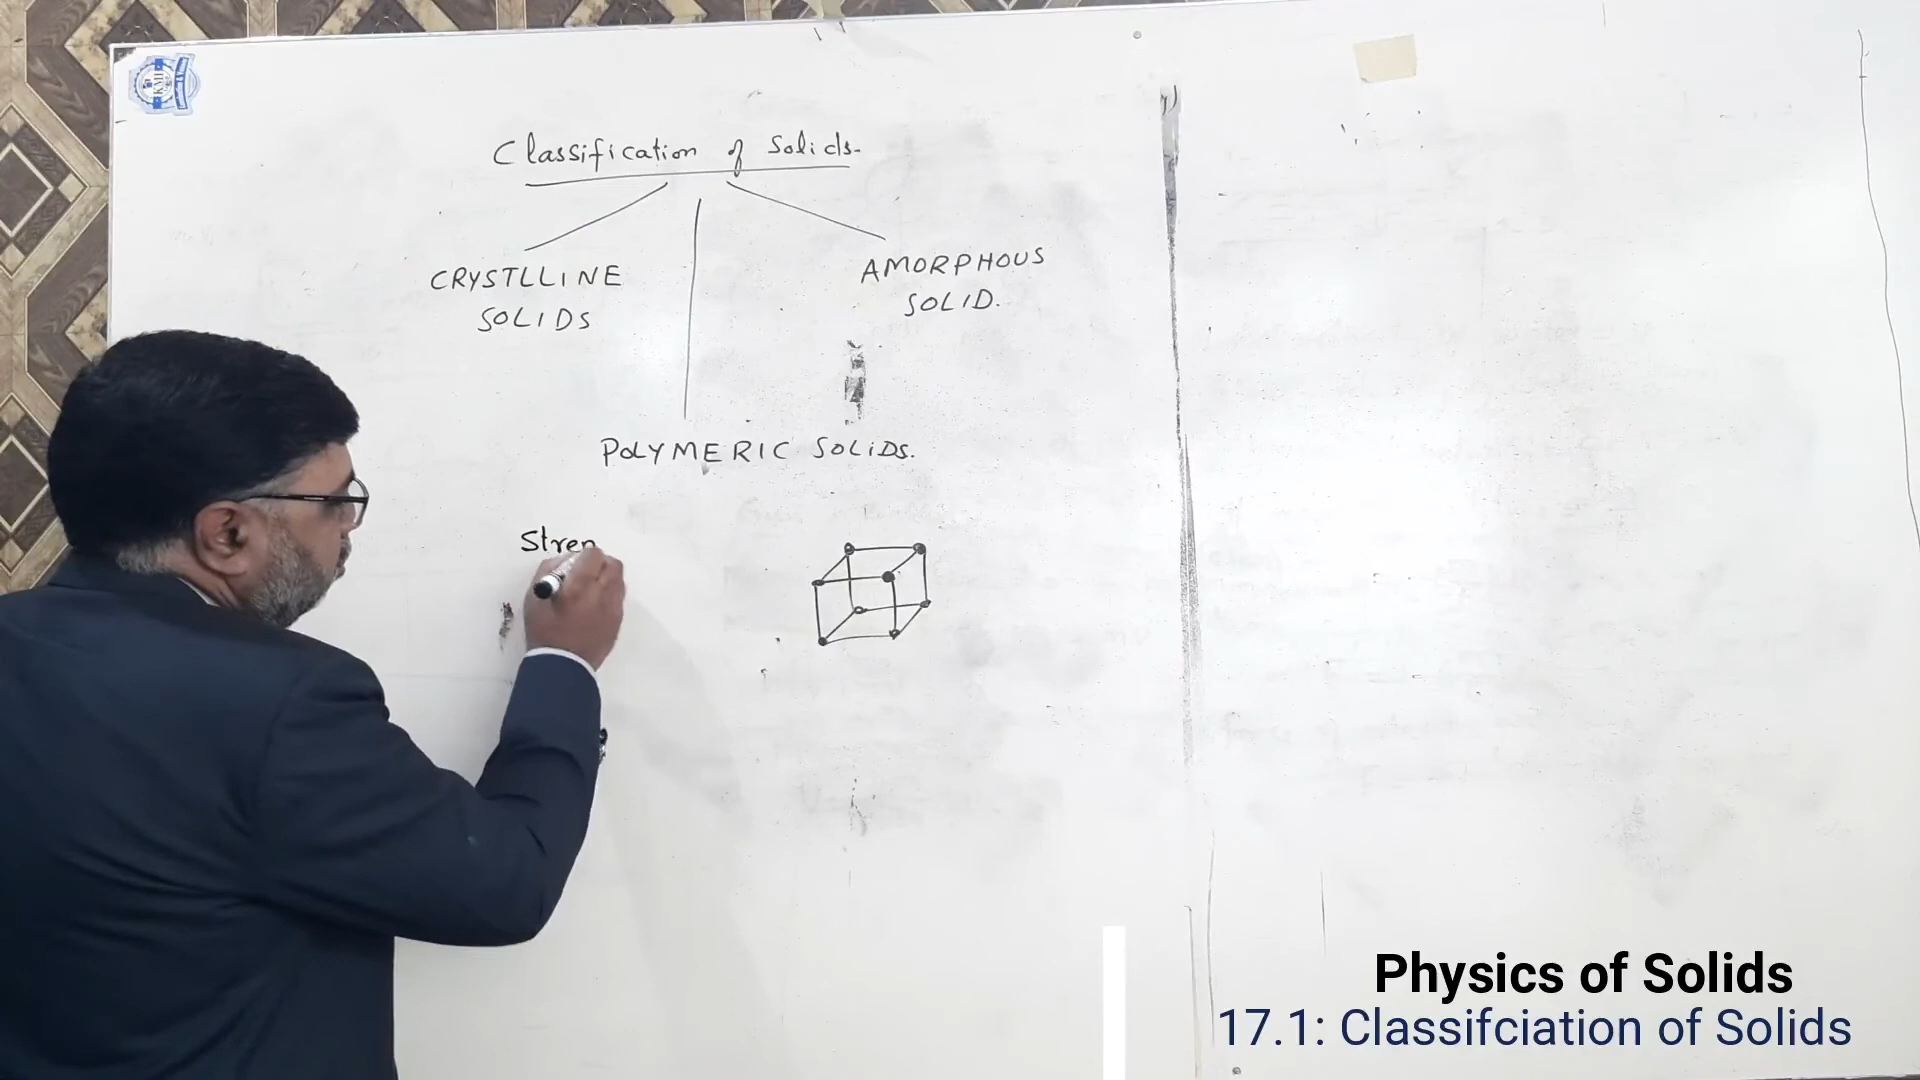 Classification of Solids.
CRYSTLLINE
SOLIDS
AMORPHOUS
SOLID.
POLYMERIC SOLIDS.
Stren
Physics of Solids
17.1: Classifciation of Solids